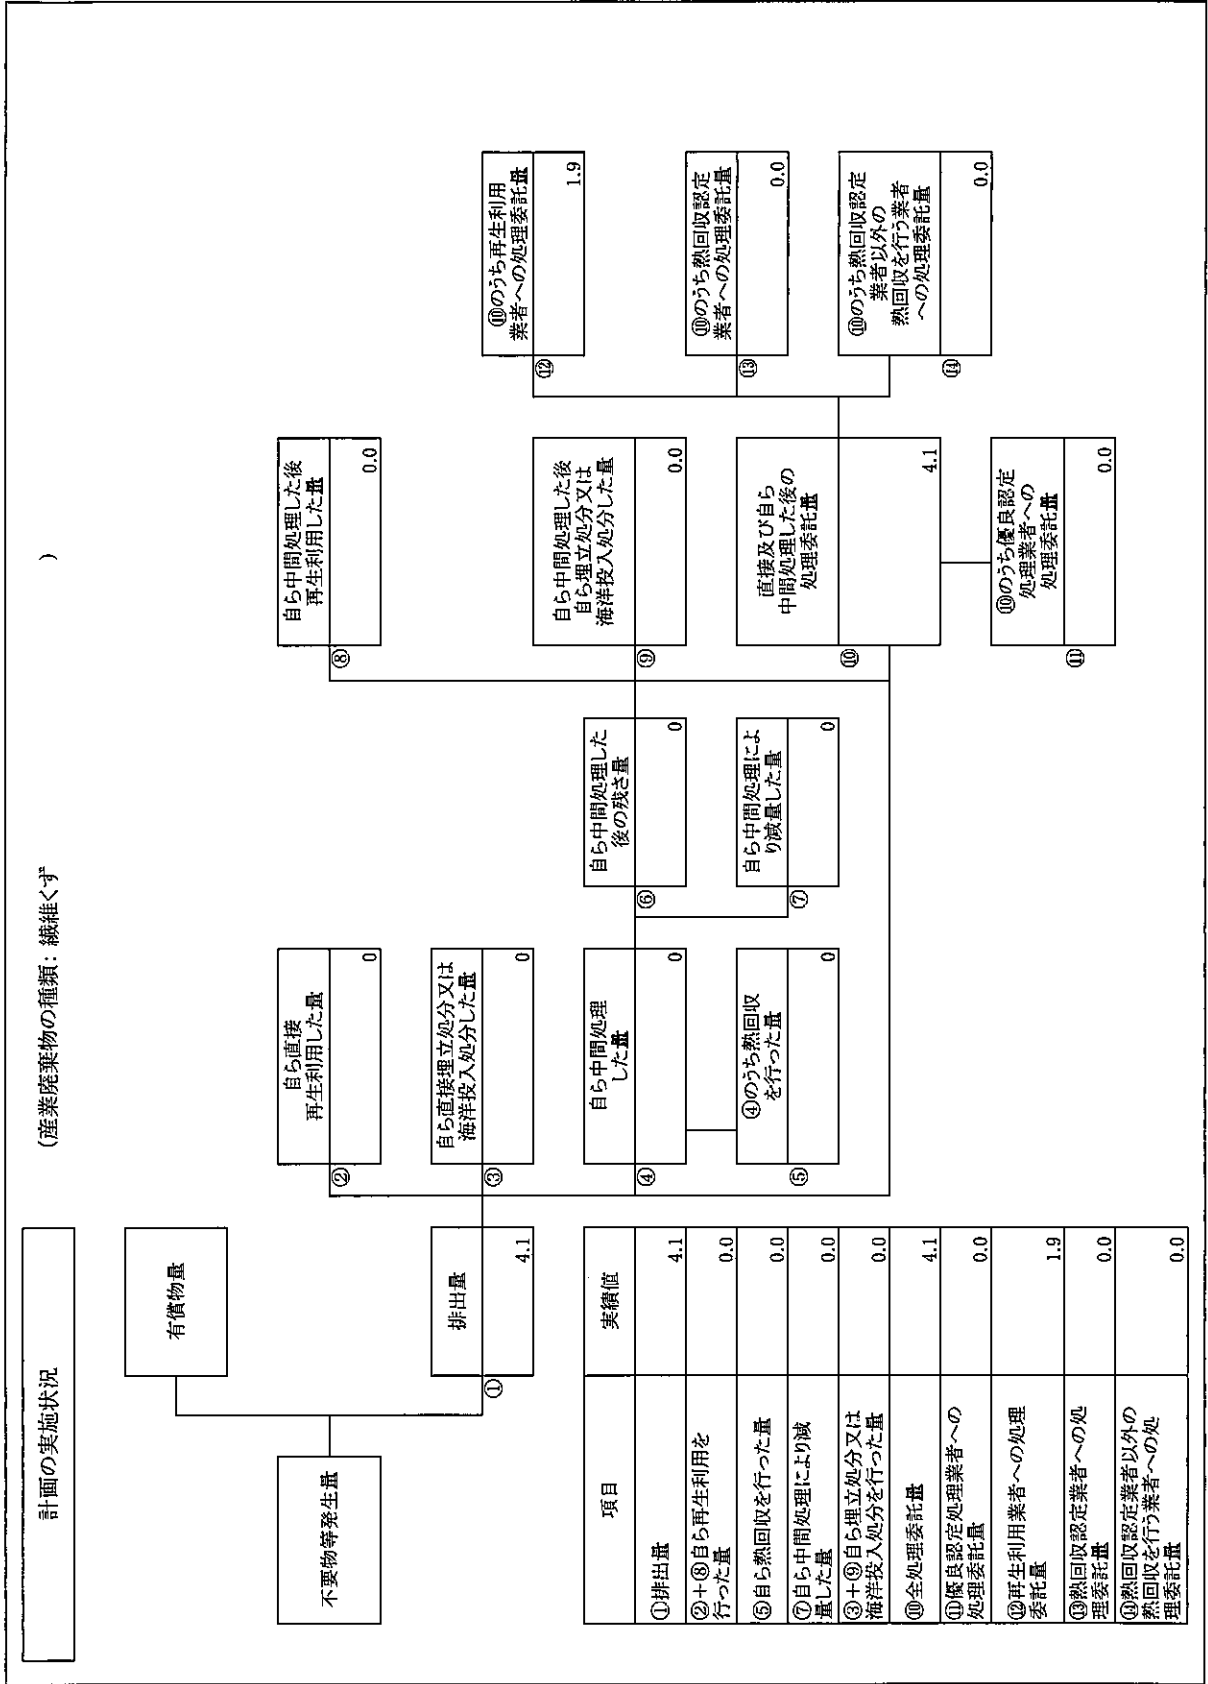 計画の実施状況
(産業廃棄物の種類: 繊維くず
)
不要物等発生量
有償物量
排出量
①
4.1
自ら直接
再生利用した量
②
0
自ら直接埋立処分又は
海洋投入処分した量
③
0
自ら中間処理
した量
④
0
④のうち熱回収
を行った量
⑤
0
自ら中間処理した
後の残さ量
⑥
0
自ら中間処理によ
り減量した量
⑦
0
自ら中間処理した後
再生利用した量
⑧
0.0
自ら中間処理した後
自ら埋立処分又は
海洋投入処分した量
⑨
0.0
直接及び自ら
中間処理した後の
処理委託量
⑩
4.1
⑩のうち優良認定
処理業者への
処理委託量
⑪
0.0
⑩のうち再生利用
業者への処理委託量
⑫
1.9
⑩のうち熱回収認定
業者への処理委託量
⑬
0.0
⑩のうち熱回収認定
業者以外の
熱回収を行う業者
への処理委託量
⑭
0.0
項目
実績値
①排出量
4.1
②+⑧自ら再生利用を
行った量
0.0
⑤自ら熱回収を行った量
0.0
⑦自ら中間処理により減
量した量
0.0
③+⑨自ら埋立処分又は
海洋投入処分を行った量
0.0
⑩全処理委託量
4.1
⑪優良認定処理業者への
処理委託量
0.0
⑫再生利用業者への処理
委託量
1.9
⑬熱回収認定業者への処
理委託量
0.0
⑭熱回収認定業者以外の
熱回収を行う業者への処
理委託量
0.0